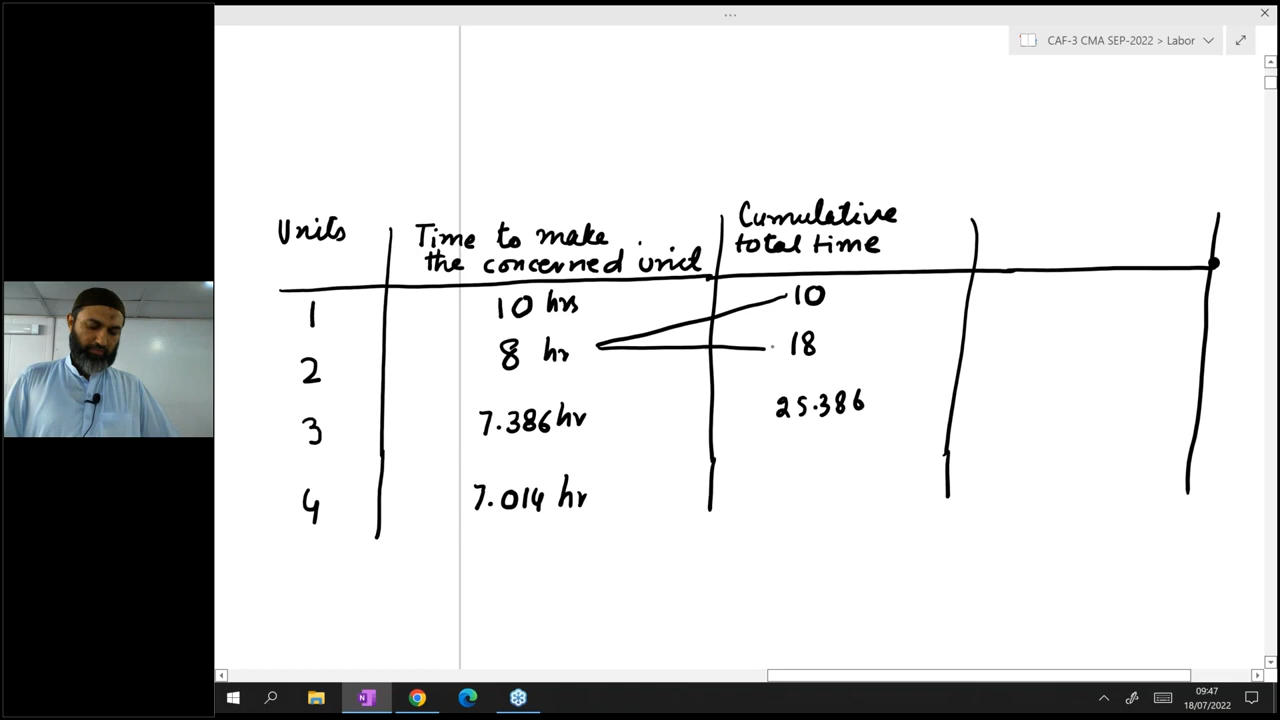 CAF-3 CMA SEP-2022 > Labor
Units
Time to make
the concerned unit
Cumulative
total time
1
10 hrs
10
2
8 hr
18
3
7.386 hr
25.386
4
7.014 hr
09:47
18/07/2022